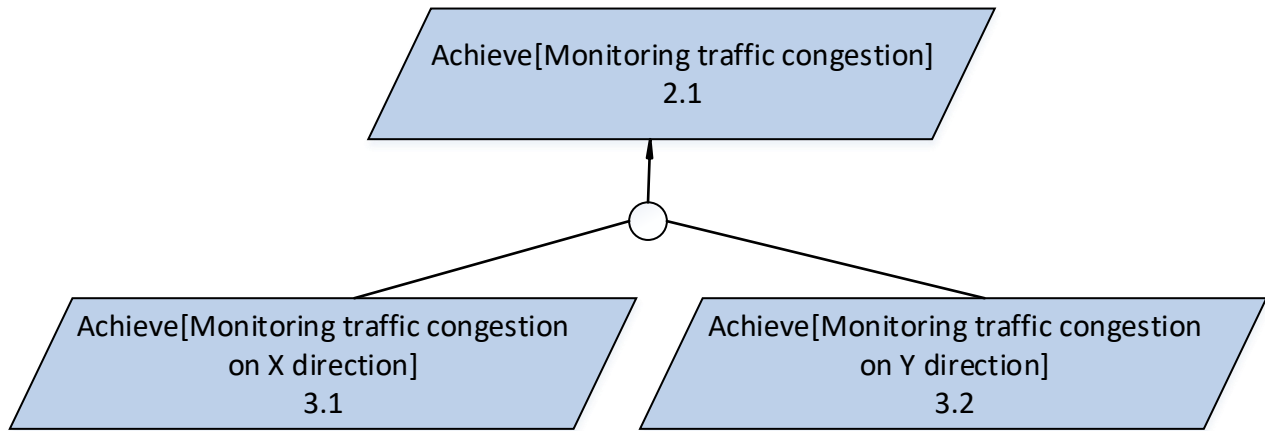 Achieve[Monitoring traffic congestion]
2.1
Achieve[Monitoring traffic congestion
on X direction]
3.1
Achieve[Monitoring traffic congestion
on Y direction]
3.2